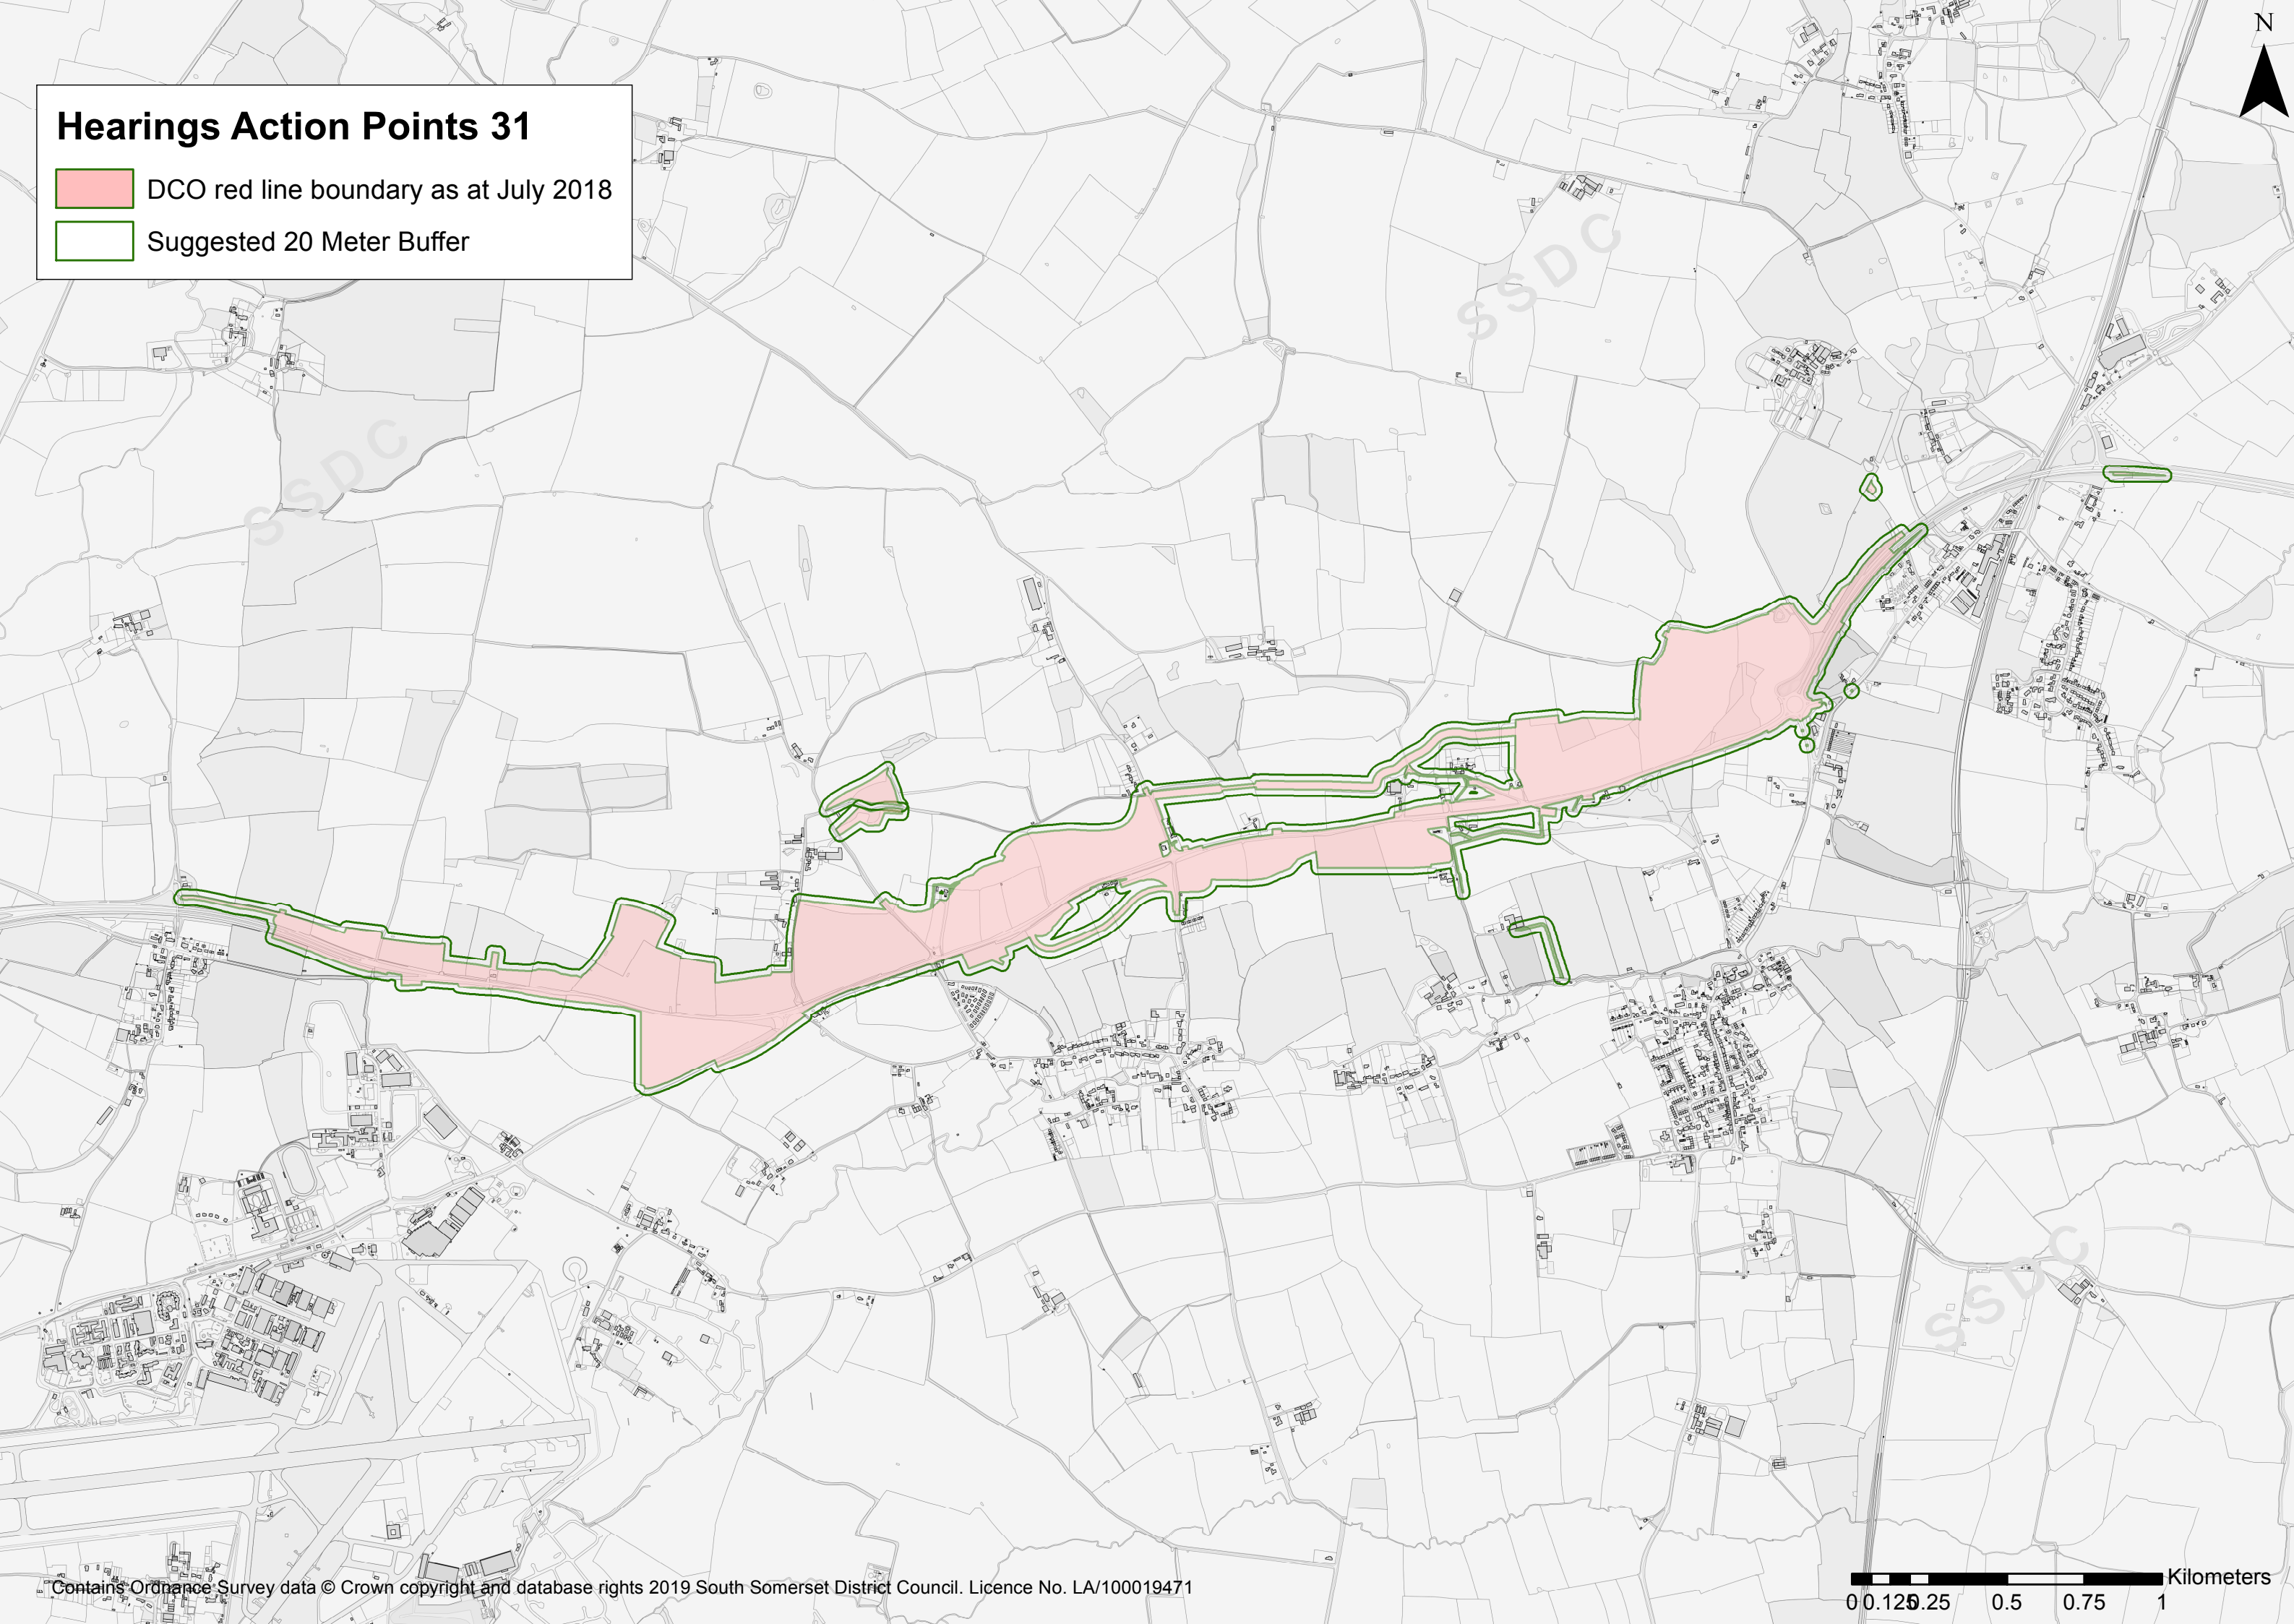 N
Hearings Action Points 31
DCO red line boundary as at July 2018
Suggested 20 Meter Buffer
SSDC
SSDC
SSDC
Contains Ordnance Survey data © Crown copyright and database rights 2019 South Somerset District Council. Licence No. LA/100019471
Kilometers
0 0.125 0.25 0.5 0.75 1